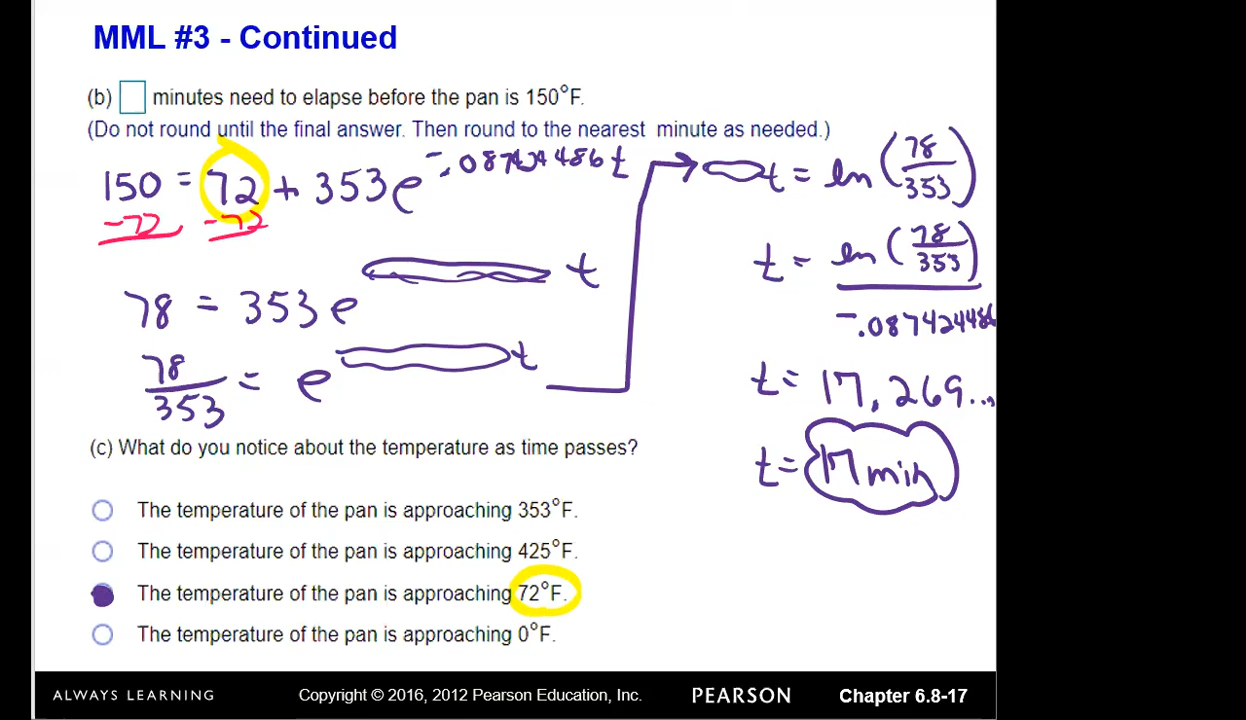 MML #3 - Continued
(b) minutes need to elapse before the pan is 150°F.
(Do not round until the final answer. Then round to the nearest minute as needed.)
150 = 72 + 353e^-.087424486t
-72 -72
78 = 353e^ t
78/353 = e^ t
t = ln(78/353)
t = ln(78/353)/-.087424486
t = 17.269...
t = 17 min
(c) What do you notice about the temperature as time passes?
The temperature of the pan is approaching 353°F.
The temperature of the pan is approaching 425°F.
The temperature of the pan is approaching 72°F.
The temperature of the pan is approaching 0°F.
ALWAYS LEARNING Copyright © 2016, 2012 Pearson Education, Inc. PEARSON Chapter 6.8-17